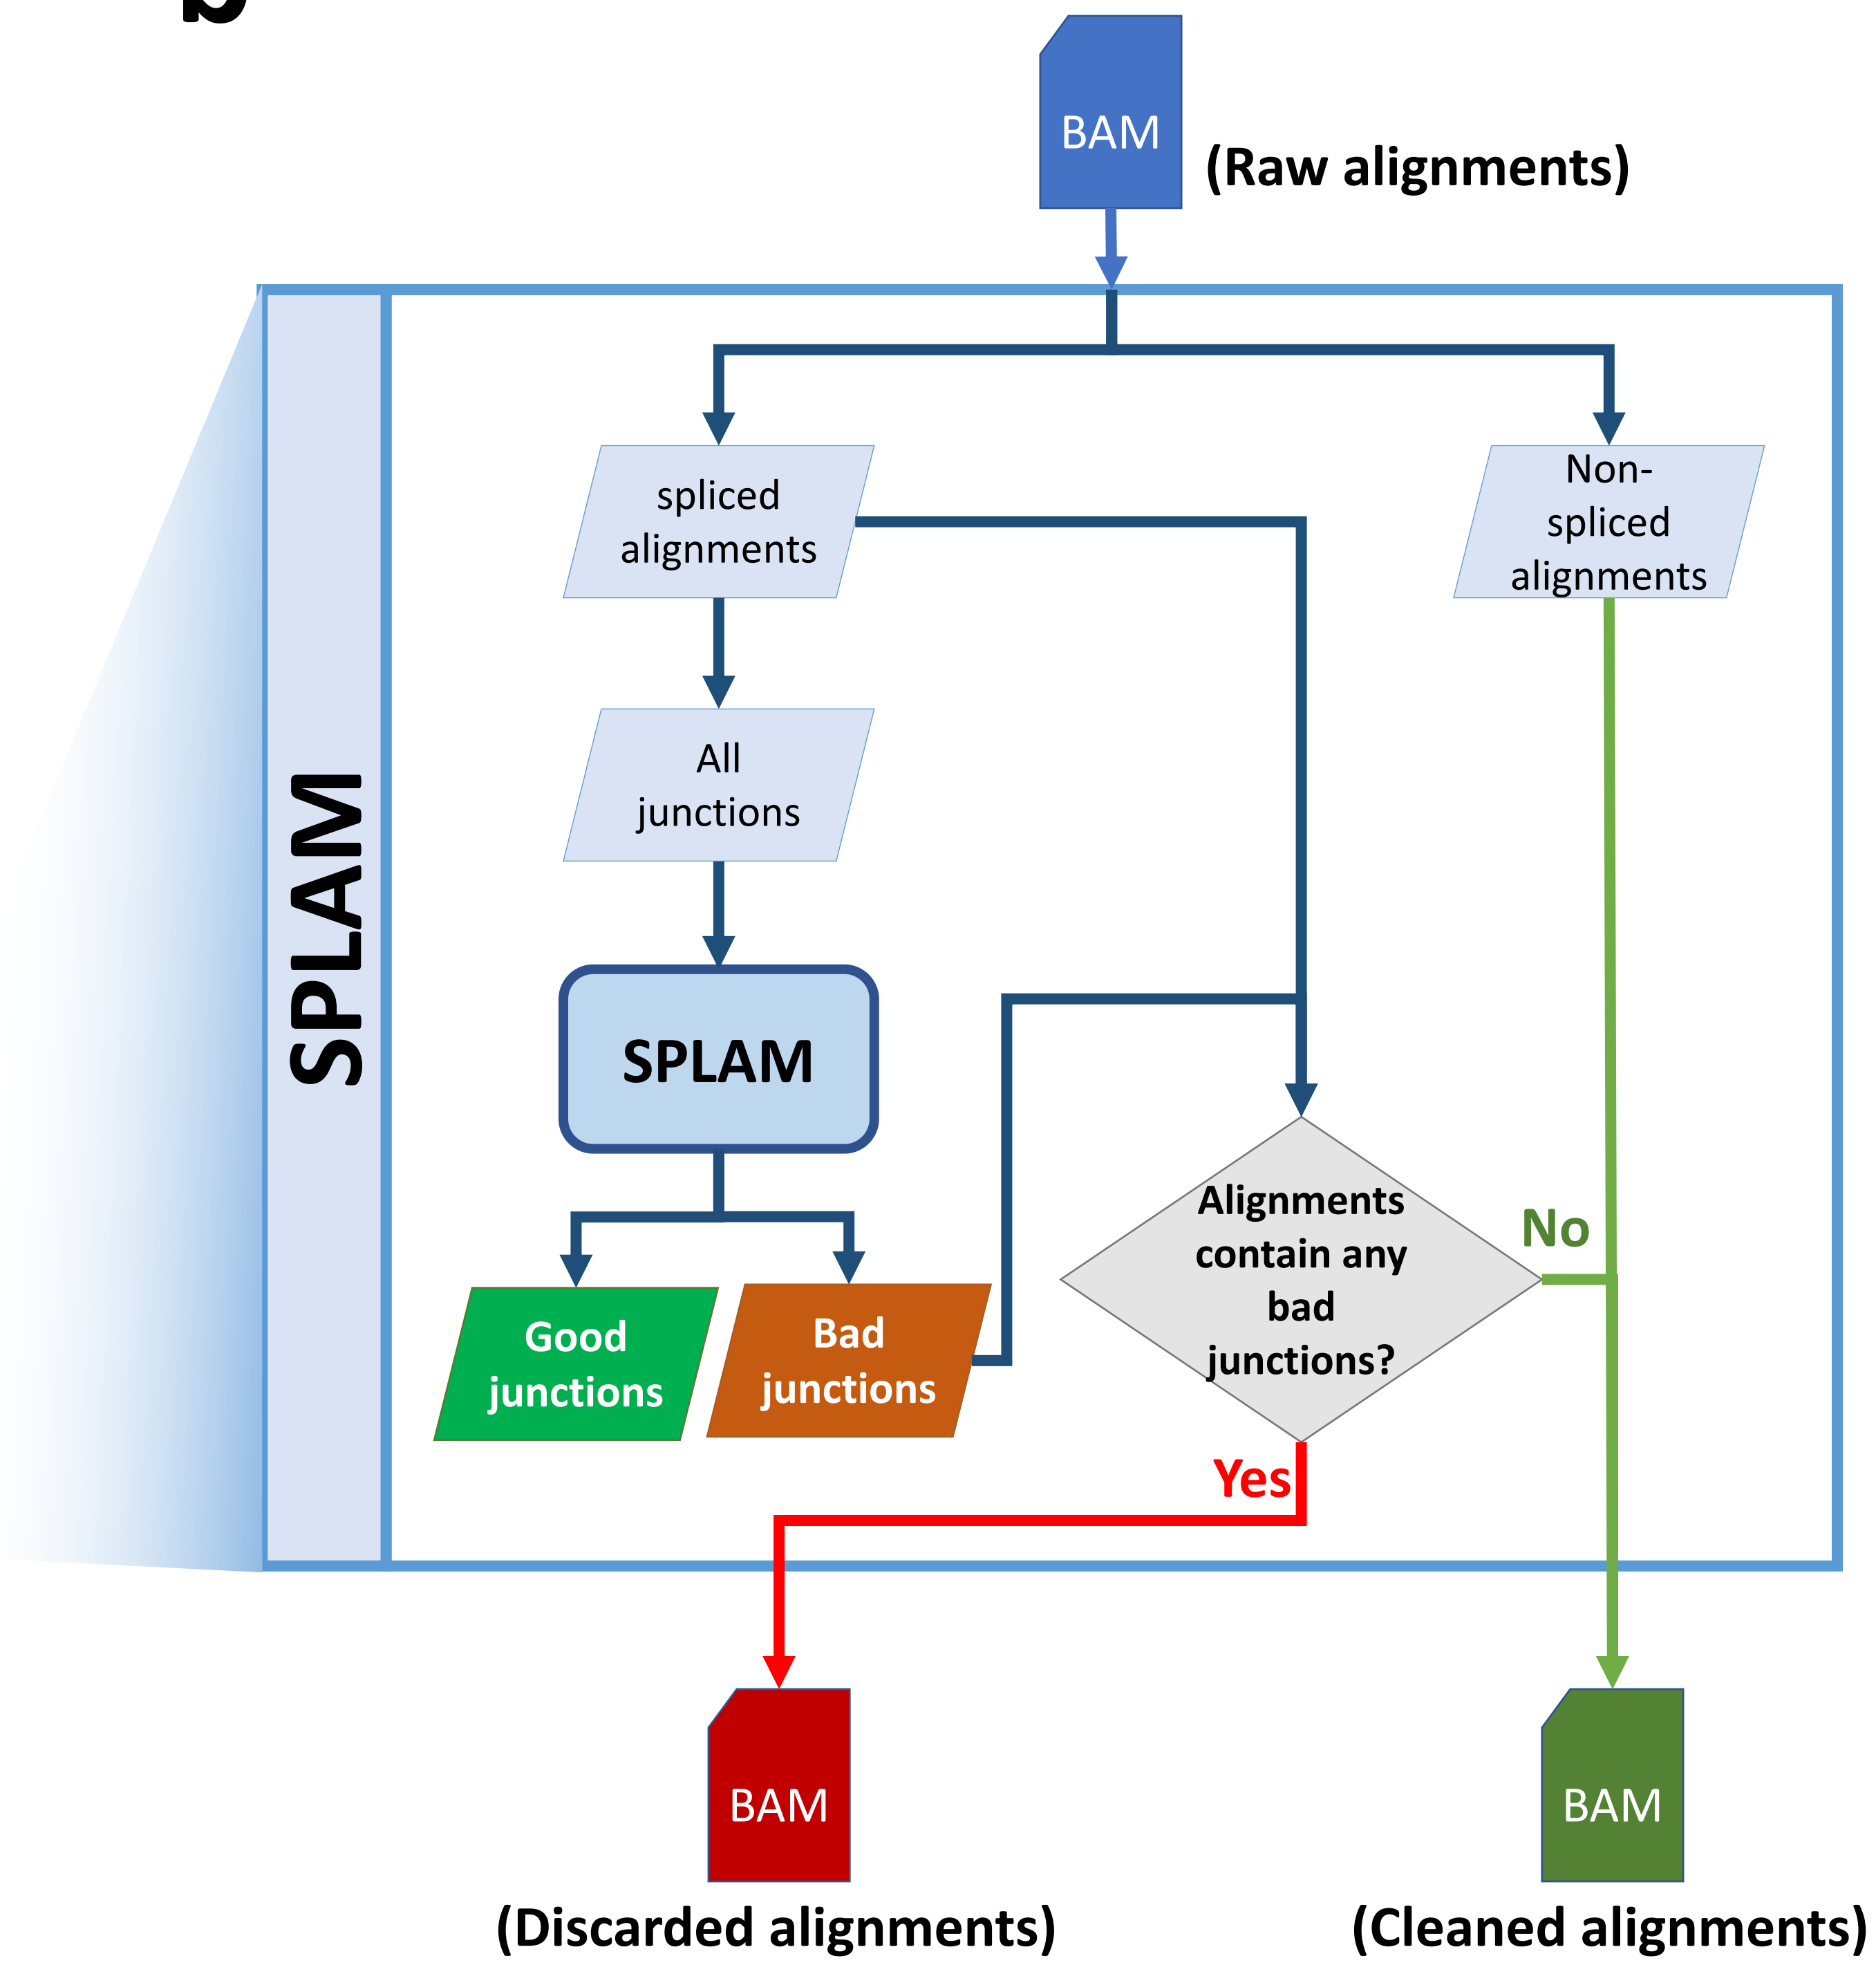 b
BAM
(Raw alignments)
SPLAM
spliced
alignments
Non-
spliced
alignments
All
junctions
SPLAM
Good
junctions
Bad
junctions
Alignments
contain any
bad
junctions?
No
Yes
BAM
(Discarded alignments)
BAM
(Cleaned alignments)